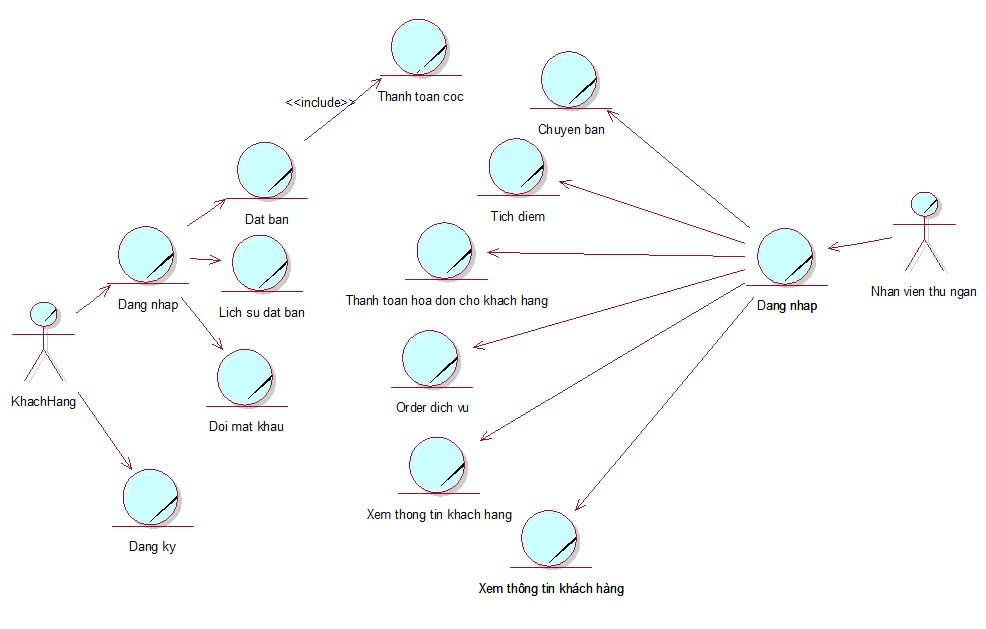 Thanh toan coc
<<include>>
Chuyen ban
Dat ban
Tich diem
Dang nhap
Lich su dat ban
Thanh toan hoa don cho khach hang
Dang nhap
Nhan vien thu ngan
KhachHang
Doi mat khau
Order dich vu
Xem thong tin khach hang
Dang ky
Xem thông tin khách hàng